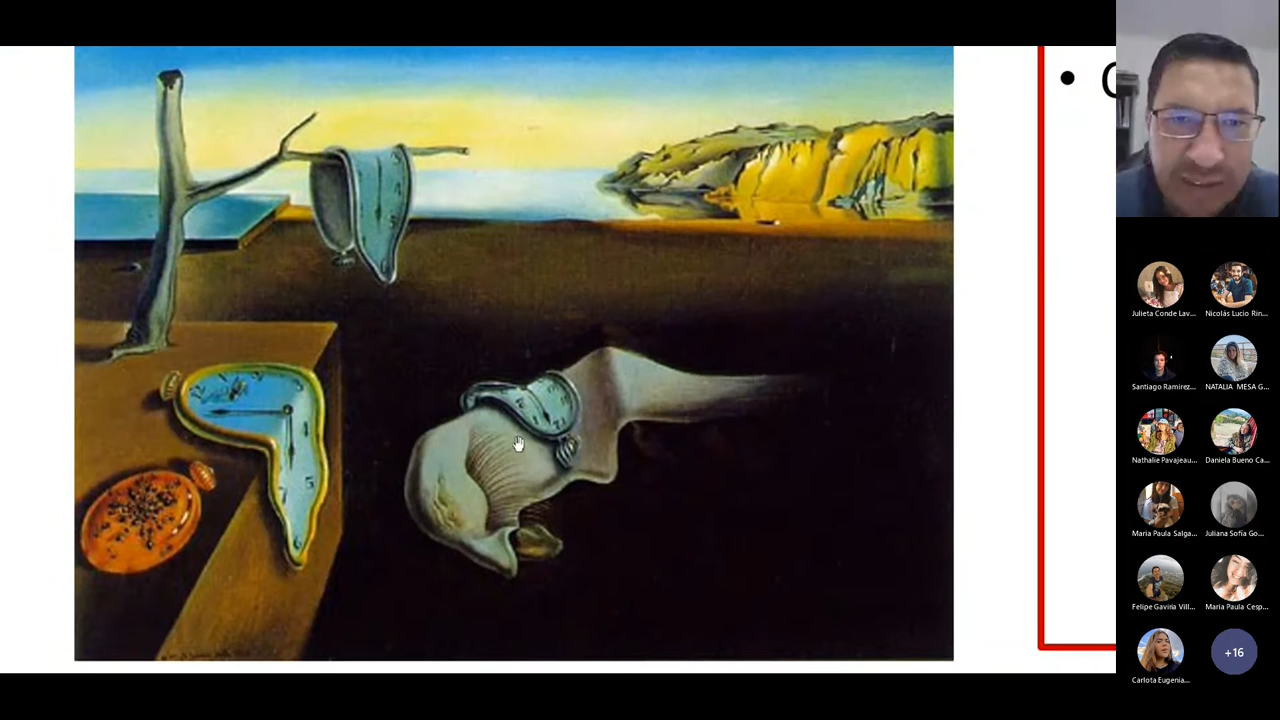 •
Julieta Conde Lav...
Nicolás Lucio Rin...
Santiago Ramirez...
NATALIA MESA G...
Nathalie Pavajeau...
Daniela Bueno Ca...
Maria Paula Salga...
Juliana Sofía Go...
Felipe Gaviria Vill...
Maria Paula Cesp...
Carlota Eugenia...
+16